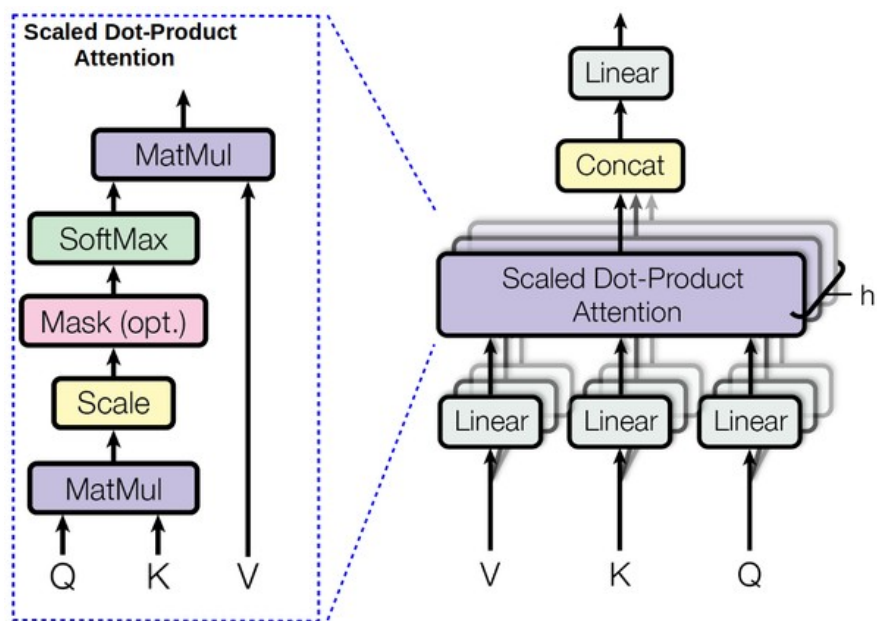 Scaled Dot-Product
Attention
MatMul
SoftMax
Mask (opt.)
Scale
MatMul
Q K V
Linear
Concat
Scaled Dot-Product
Attention
h
Linear Linear Linear
V K Q